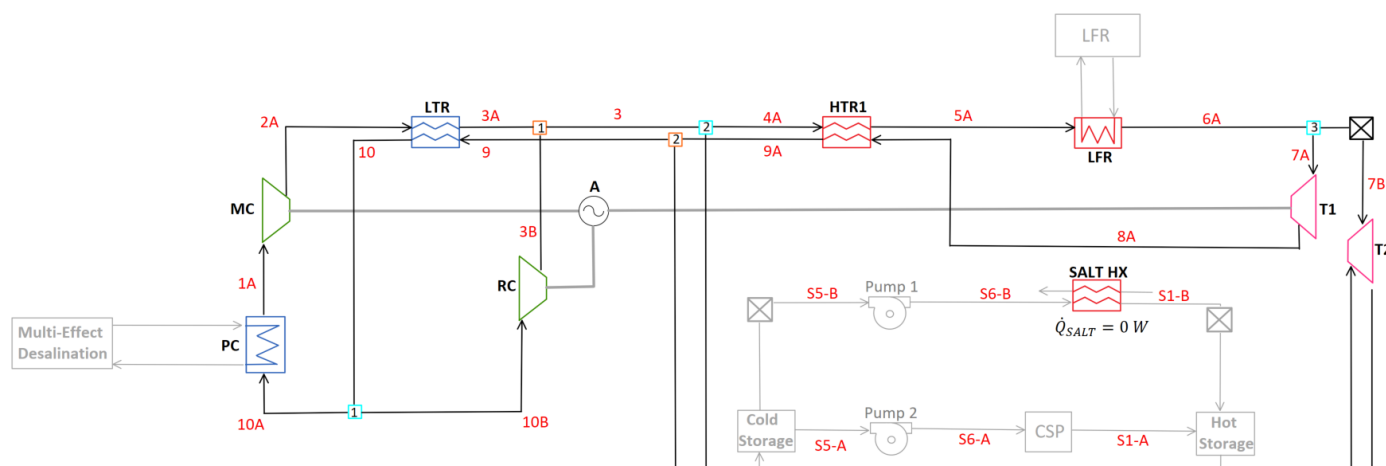 LFR
LTR
HTR1
2A
3A
3
4A
5A
6A
1
2
3
10
9
2
9A
LFR
7A
7B
A
MC
T1
3B
8A
T2
RC
SALT HX
1A
S5-B
Pump 1
S6-B
S1-B
Multi-Effect
Desalination
PC
Q̇SALT = 0 W
1
10A
10B
Cold
Storage
Pump 2
S5-A
S6-A
CSP
S1-A
Hot
Storage